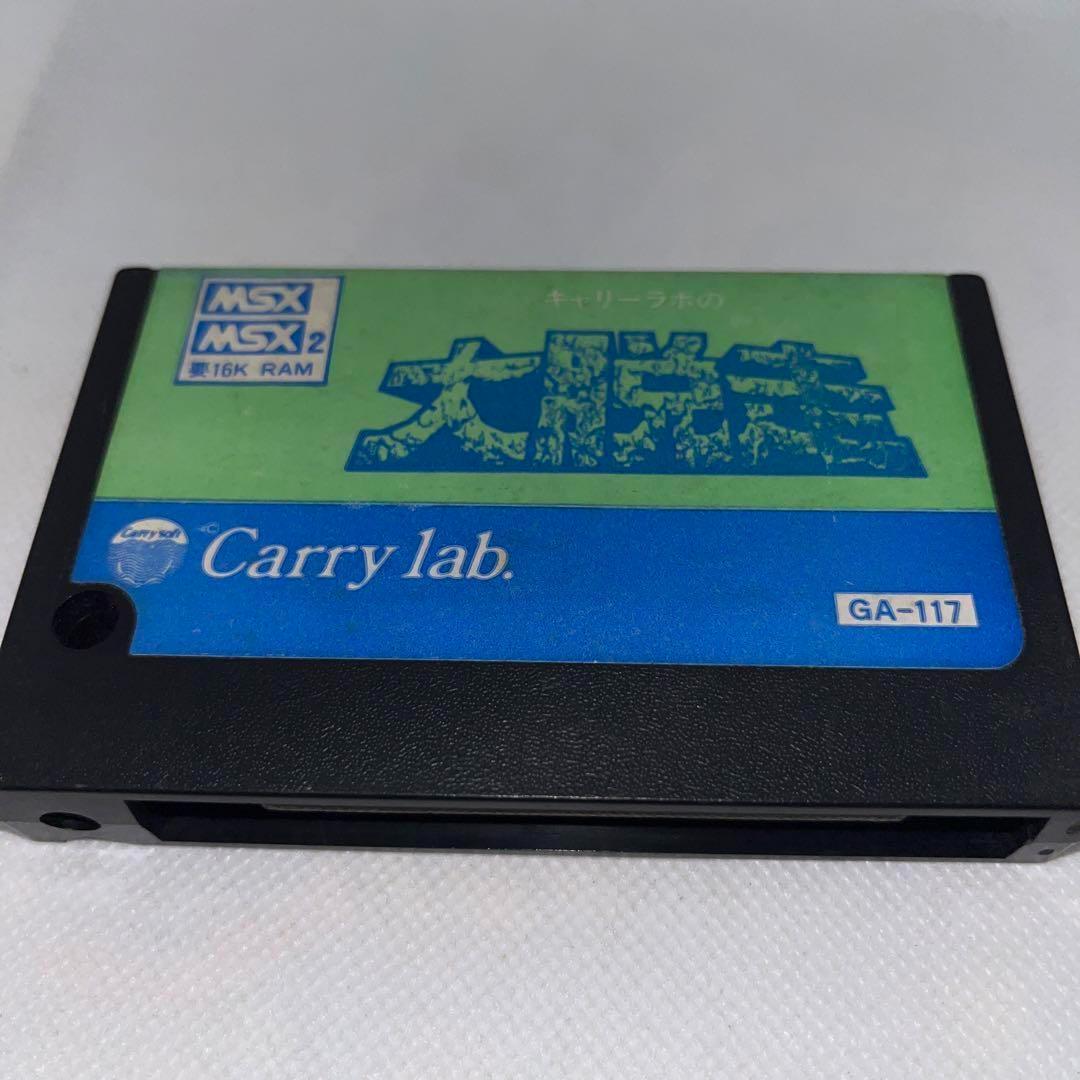 MSX
MSX2
要16K RAM
キャリーラボの
大脱走
Carry soft
Carry lab.
GA-117